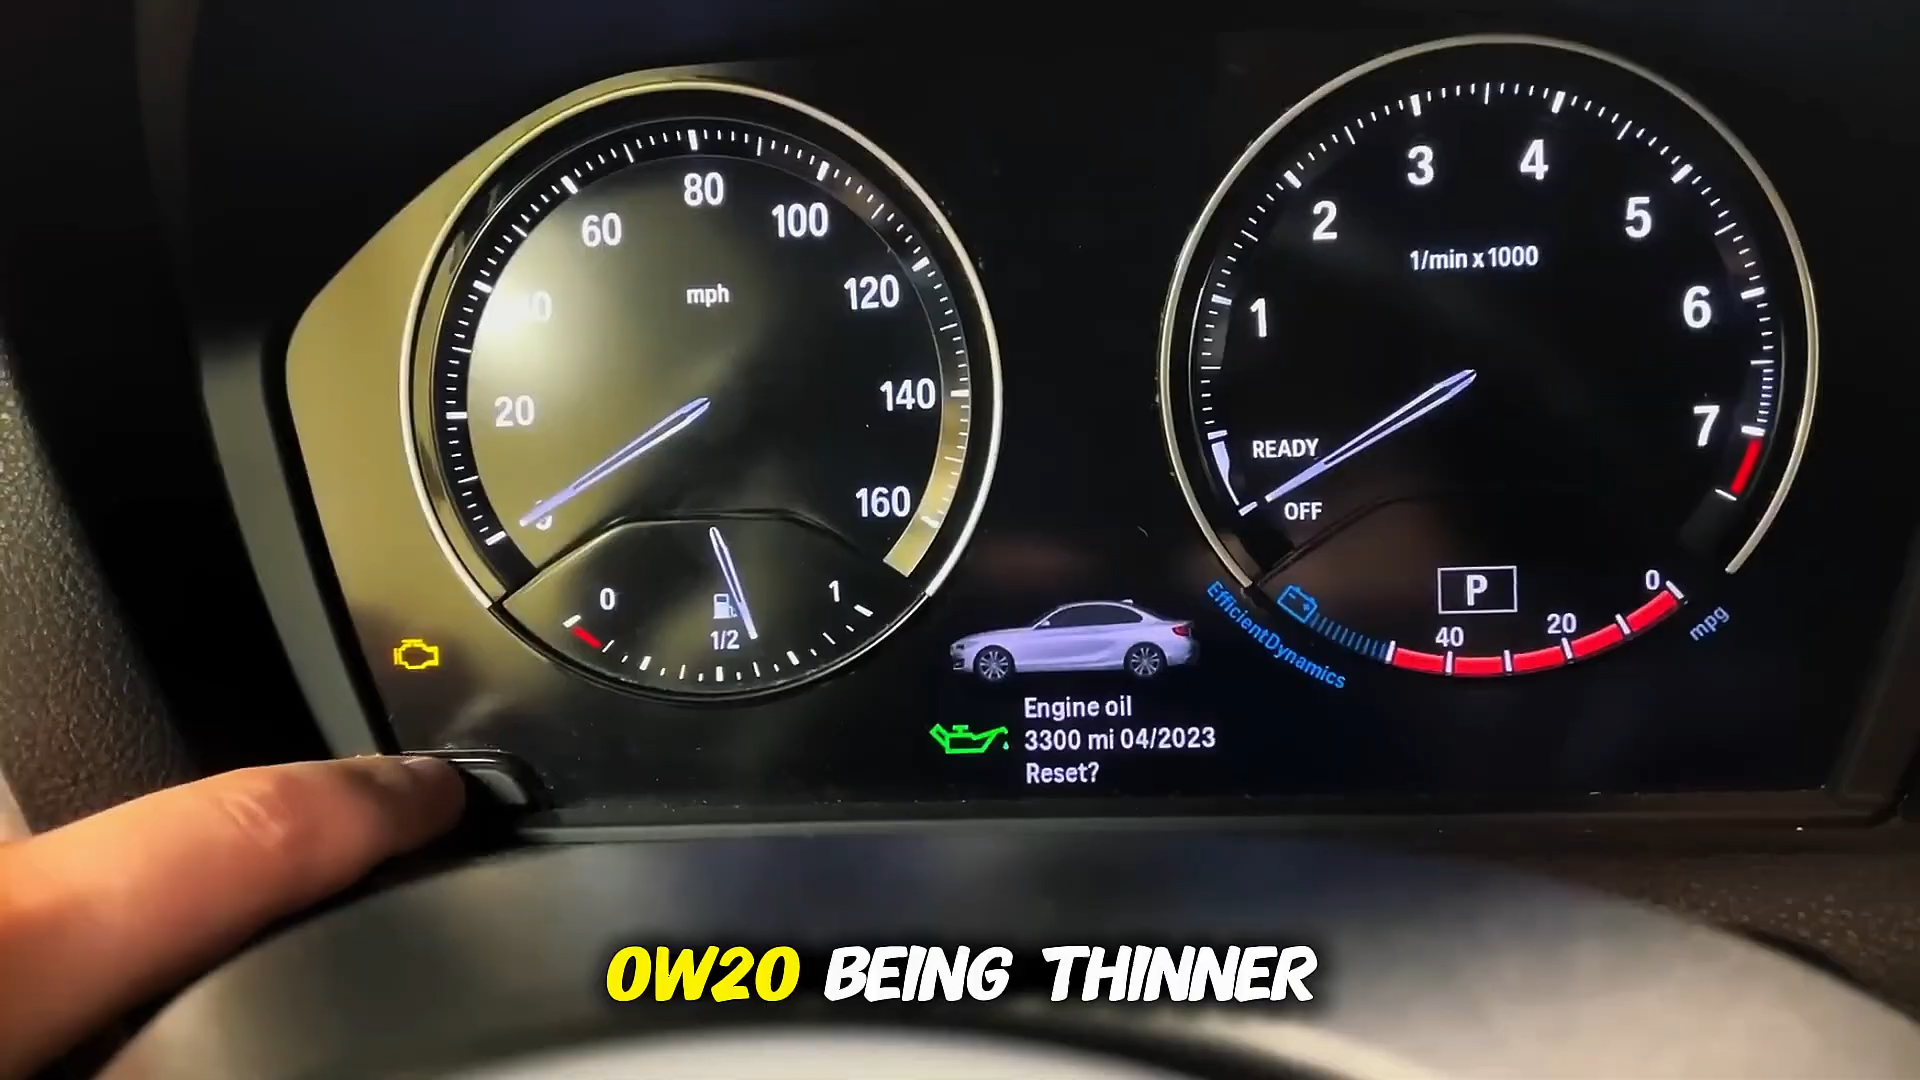 80
60
100
40
mph
120
20
140
160
0
1
1/2
3
4
2
5
1/min x 1000
1
6
7
READY
OFF
P
0
20
40
mpg
EfficientDynamics
Engine oil
3300 mi 04/2023
Reset?
0W20 BEING THINNER